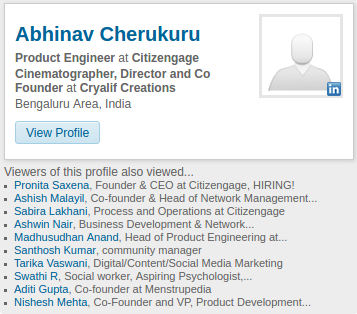 Abhinav Cherukuru
Product Engineer at Citizengage
Cinematographer, Director and Co
Founder at Cryalif Creations
Bengaluru Area, India
in
View Profile
Viewers of this profile also viewed...
Pronita Saxena, Founder & CEO at Citizengage, HIRING!
Ashish Malayil, Co-founder & Head of Network Management...
Sabira Lakhani, Process and Operations at Citizengage
Ashwin Nair, Business Development & Network...
Madhusudhan Anand, Head of Product Engineering at...
Santhosh Kumar, community manager
Tarika Vaswani, Digital/Content/Social Media Marketing
Swathi R, Social worker, Aspiring Psychologist,...
Aditi Gupta, Co-founder at Menstrupedia
Nishesh Mehta, Co-Founder and VP, Product Development...